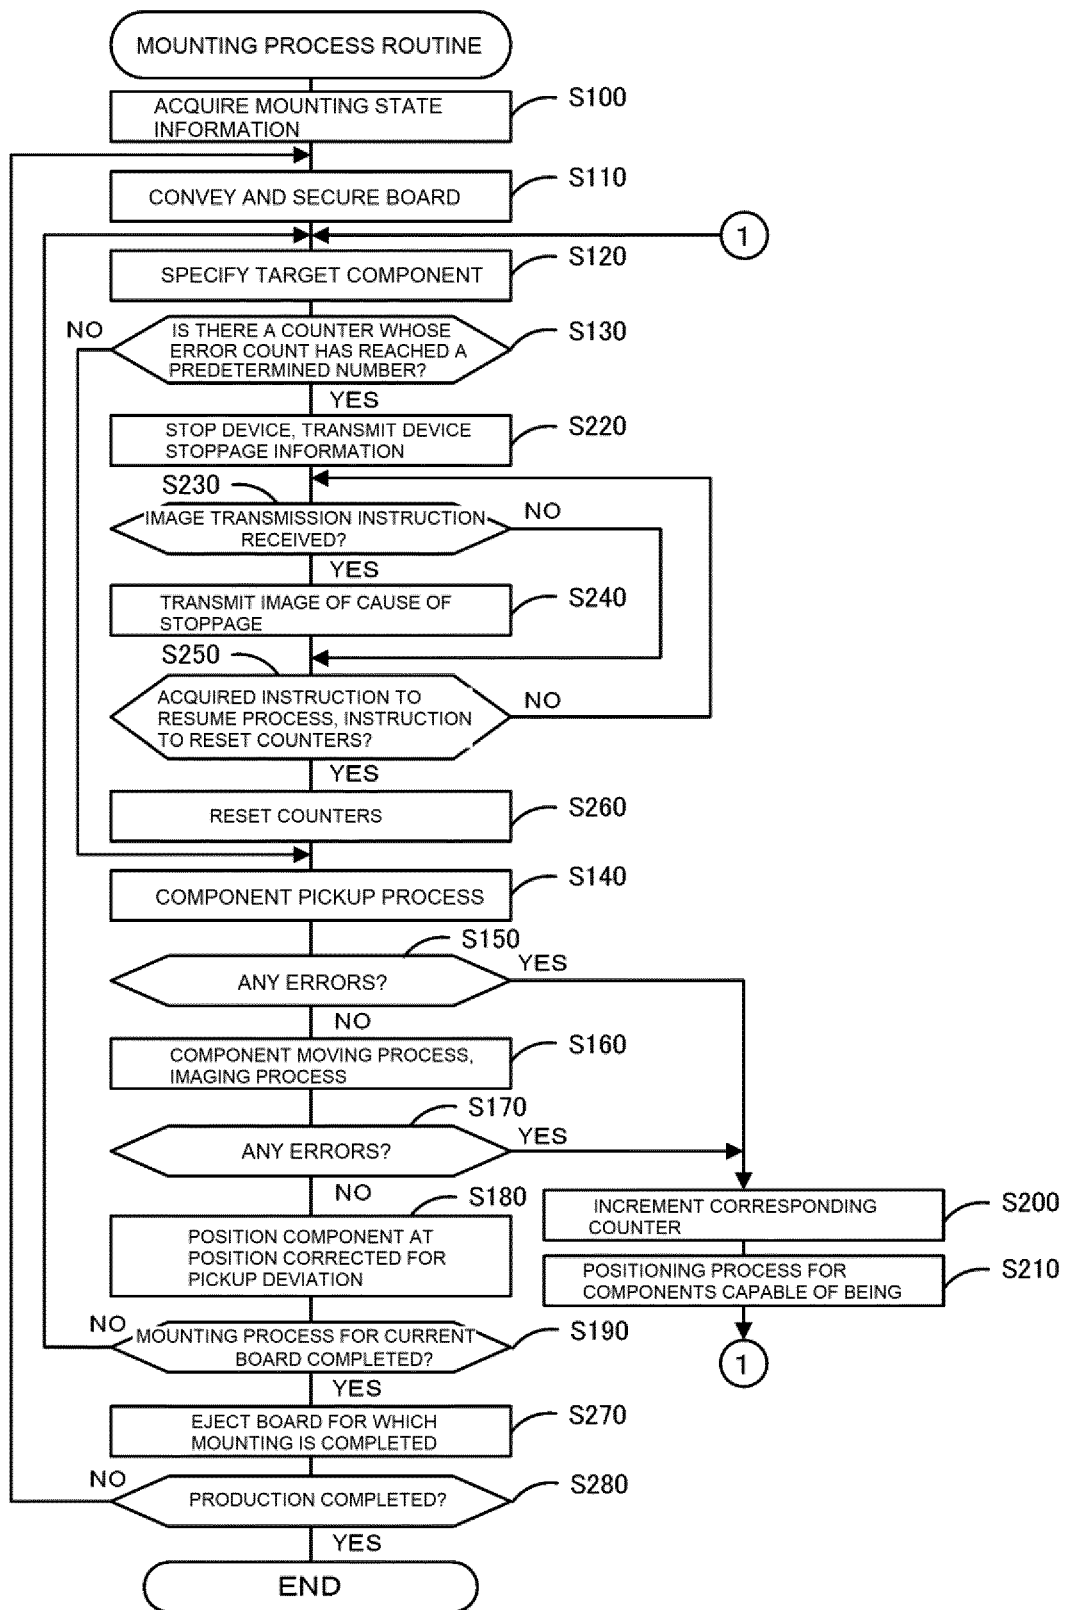 MOUNTING PROCESS ROUTINE
ACQUIRE MOUNTING STATE
INFORMATION
S100
CONVEY AND SECURE BOARD
S110
1
SPECIFY TARGET COMPONENT
S120
NO
IS THERE A COUNTER WHOSE
ERROR COUNT HAS REACHED A
PREDETERMINED NUMBER?
S130
YES
STOP DEVICE, TRANSMIT DEVICE
STOPPAGE INFORMATION
S220
S230
IMAGE TRANSMISSION INSTRUCTION
RECEIVED?
NO
YES
TRANSMIT IMAGE OF CAUSE OF
STOPPAGE
S240
S250
ACQUIRED INSTRUCTION TO
RESUME PROCESS, INSTRUCTION
TO RESET COUNTERS?
NO
YES
RESET COUNTERS
S260
COMPONENT PICKUP PROCESS
S140
S150
ANY ERRORS?
YES
NO
COMPONENT MOVING PROCESS,
IMAGING PROCESS
S160
S170
ANY ERRORS?
YES
NO
S180
POSITION COMPONENT AT
POSITION CORRECTED FOR
PICKUP DEVIATION
INCREMENT CORRESPONDING
COUNTER
S200
POSITIONING PROCESS FOR
COMPONENTS CAPABLE OF BEING
S210
1
NO
MOUNTING PROCESS FOR CURRENT
BOARD COMPLETED?
S190
YES
EJECT BOARD FOR WHICH
MOUNTING IS COMPLETED
S270
NO
PRODUCTION COMPLETED?
S280
YES
END